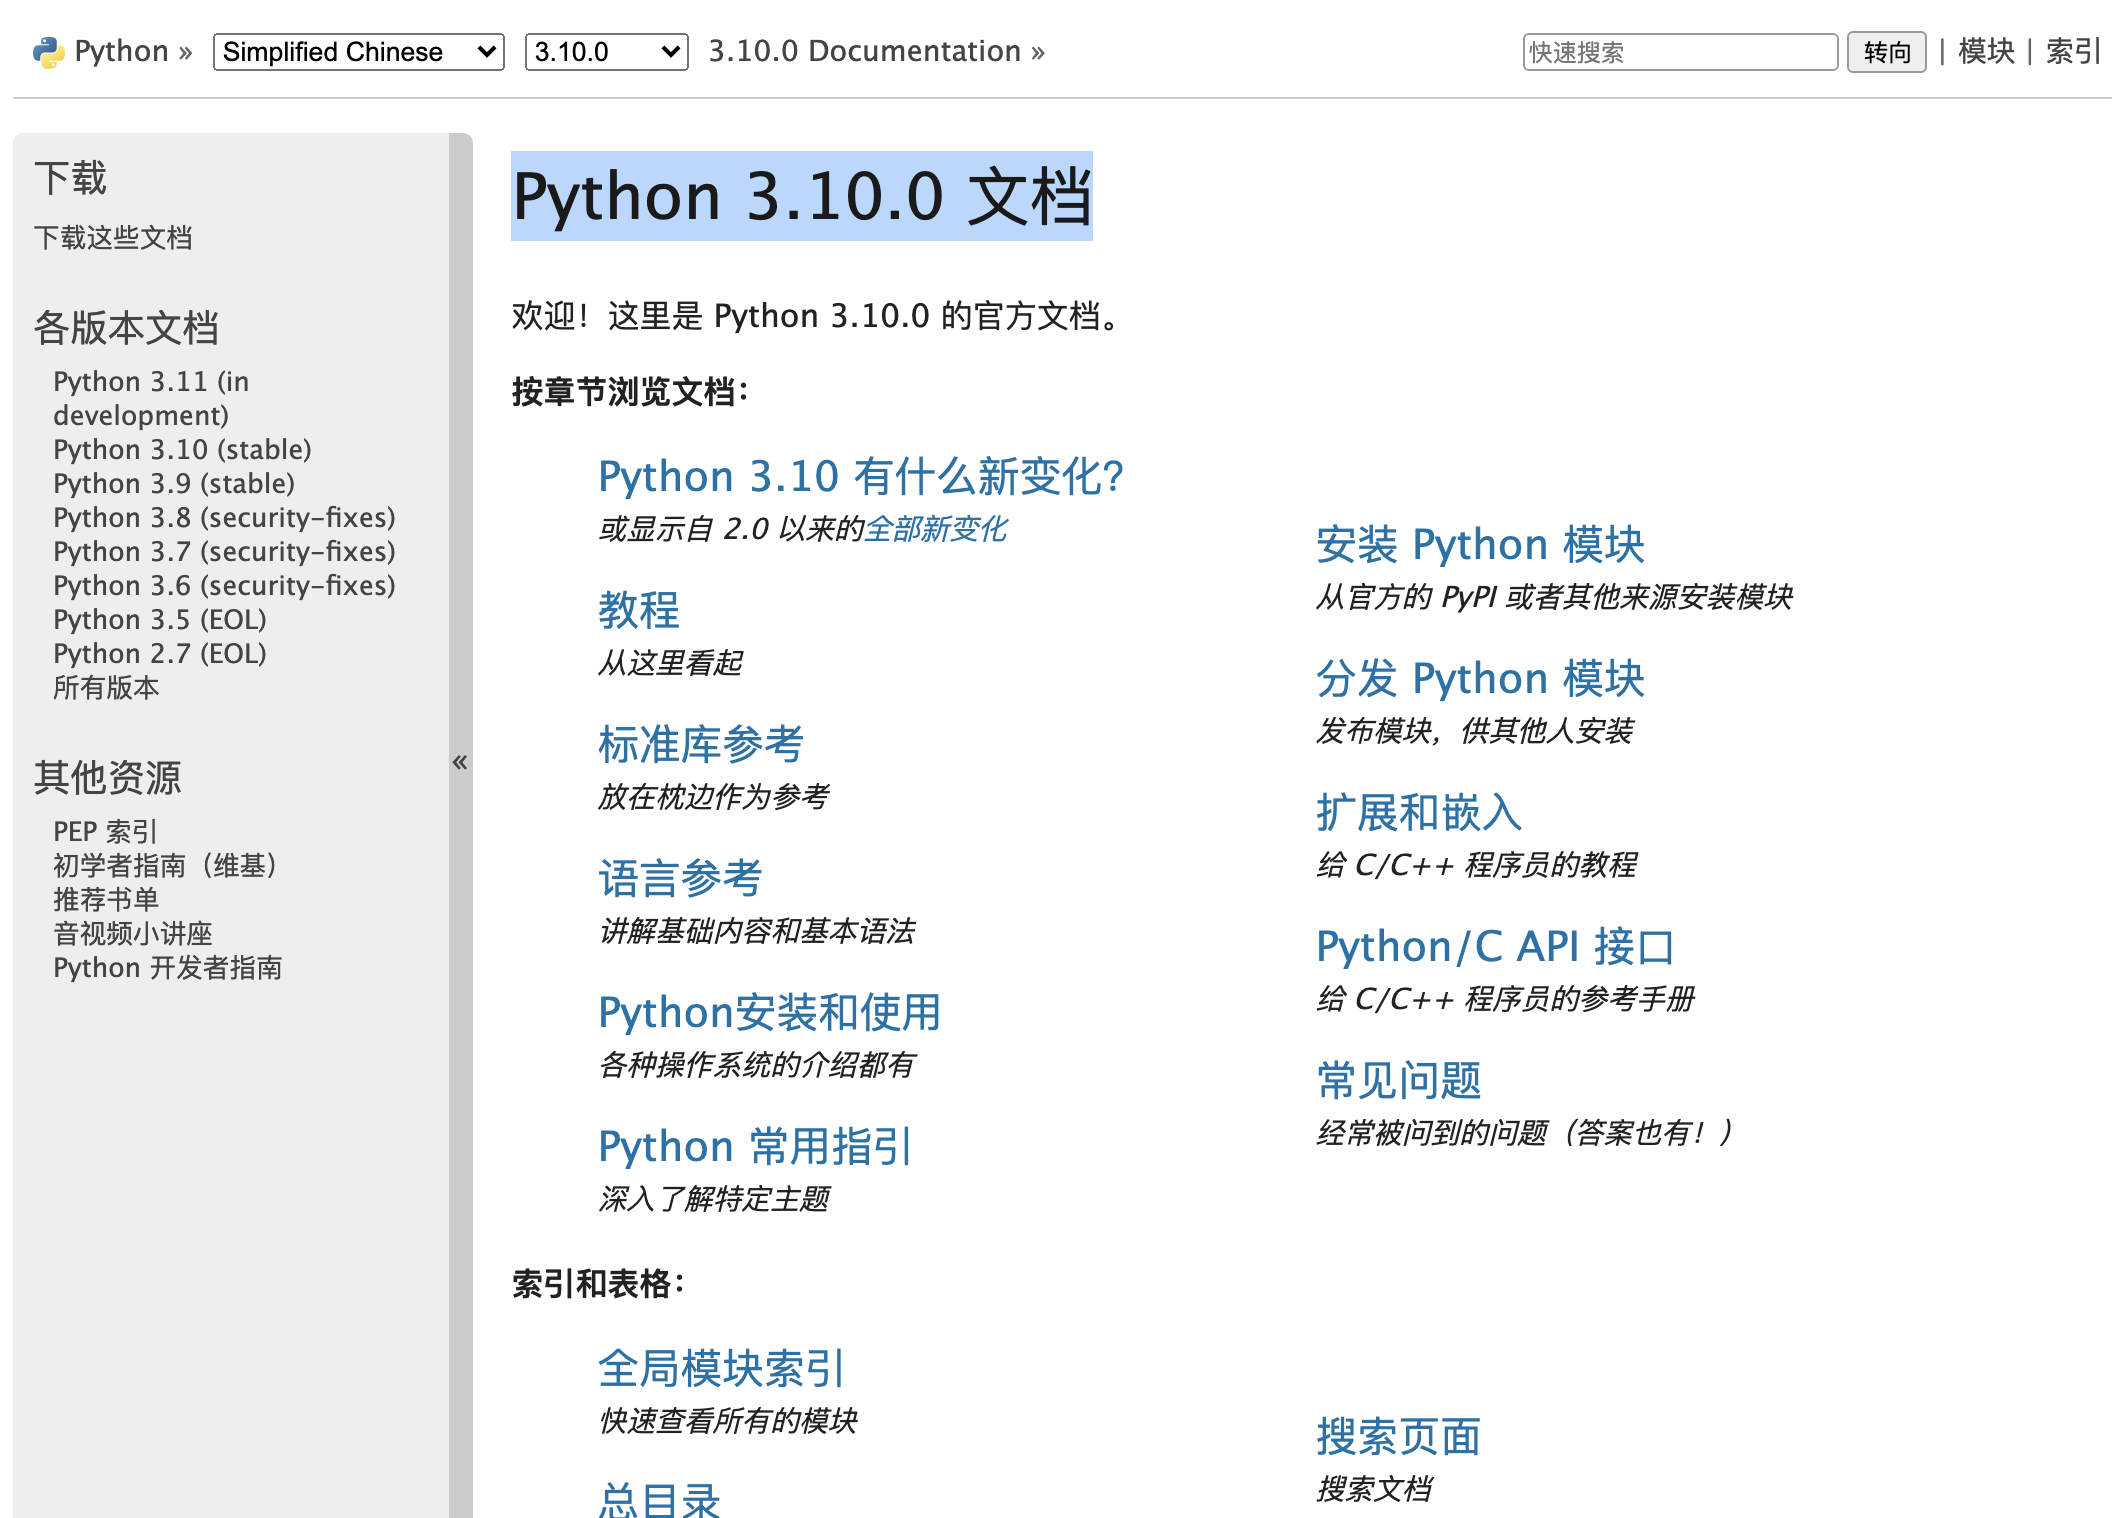 Python » Simplified Chinese 3.10.0 3.10.0 Documentation » 快速搜索 转向 | 模块 | 索引
下载
下载这些文档
各版本文档
Python 3.11 (in
development)
Python 3.10 (stable)
Python 3.9 (stable)
Python 3.8 (security-fixes)
Python 3.7 (security-fixes)
Python 3.6 (security-fixes)
Python 3.5 (EOL)
Python 2.7 (EOL)
所有版本
其他资源
PEP 索引
初学者指南（维基）
推荐书单
音视频小讲座
Python 开发者指南
«
Python 3.10.0 文档
欢迎！这里是 Python 3.10.0 的官方文档。
按章节浏览文档：
Python 3.10 有什么新变化？
或显示自 2.0 以来的全部新变化
教程
从这里看起
标准库参考
放在枕边作为参考
语言参考
讲解基础内容和基本语法
Python安装和使用
各种操作系统的介绍都有
Python 常用指引
深入了解特定主题
安装 Python 模块
从官方的 PyPI 或者其他来源安装模块
分发 Python 模块
发布模块，供其他人安装
扩展和嵌入
给 C/C++ 程序员的教程
Python/C API 接口
给 C/C++ 程序员的参考手册
常见问题
经常被问到的问题（答案也有！）
索引和表格：
全局模块索引
快速查看所有的模块
总目录
搜索页面
搜索文档